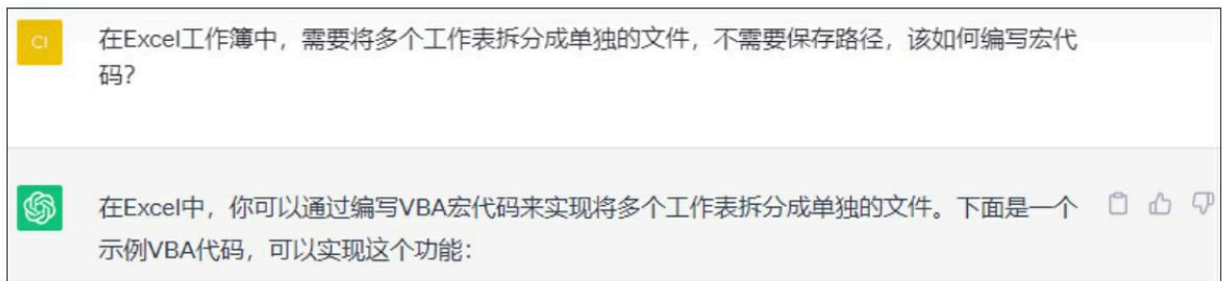 CI
在Excel工作簿中，需要将多个工作表拆分成单独的文件，不需要保存路径，该如何编写宏代
码？
在Excel中，你可以通过编写VBA宏代码来实现将多个工作表拆分成单独的文件。下面是一个
示例VBA代码，可以实现这个功能：